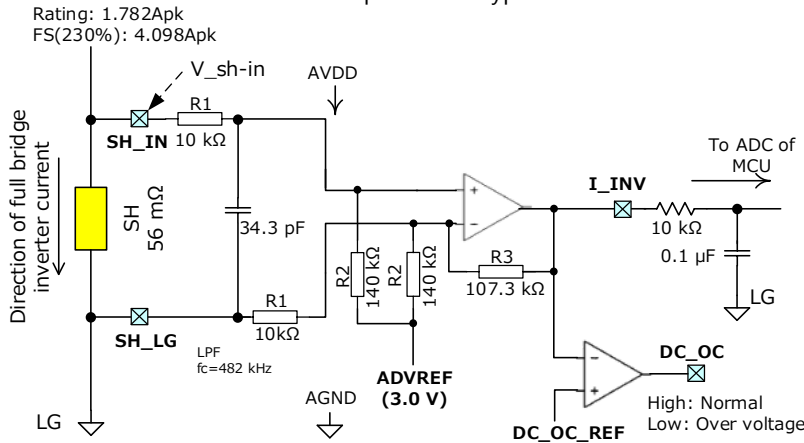 Rating: 1.782Apk
FS(230%): 4.098Apk
V_sh-in
AVDD
R1
SH_IN
10 kΩ
To ADC of
MCU
I_INV
Direction of full bridge
inverter current
SH
56 mΩ
34.3 pF
+
−
10 kΩ
R2
140 kΩ
R2
140 kΩ
R3
107.3 kΩ
0.1 µF
LG
R1
10kΩ
SH_LG
LPF
fc=482 kHz
−
+
DC_OC
ADVREF
(3.0 V)
AGND
LG
DC_OC_REF
High: Normal
Low: Over voltage